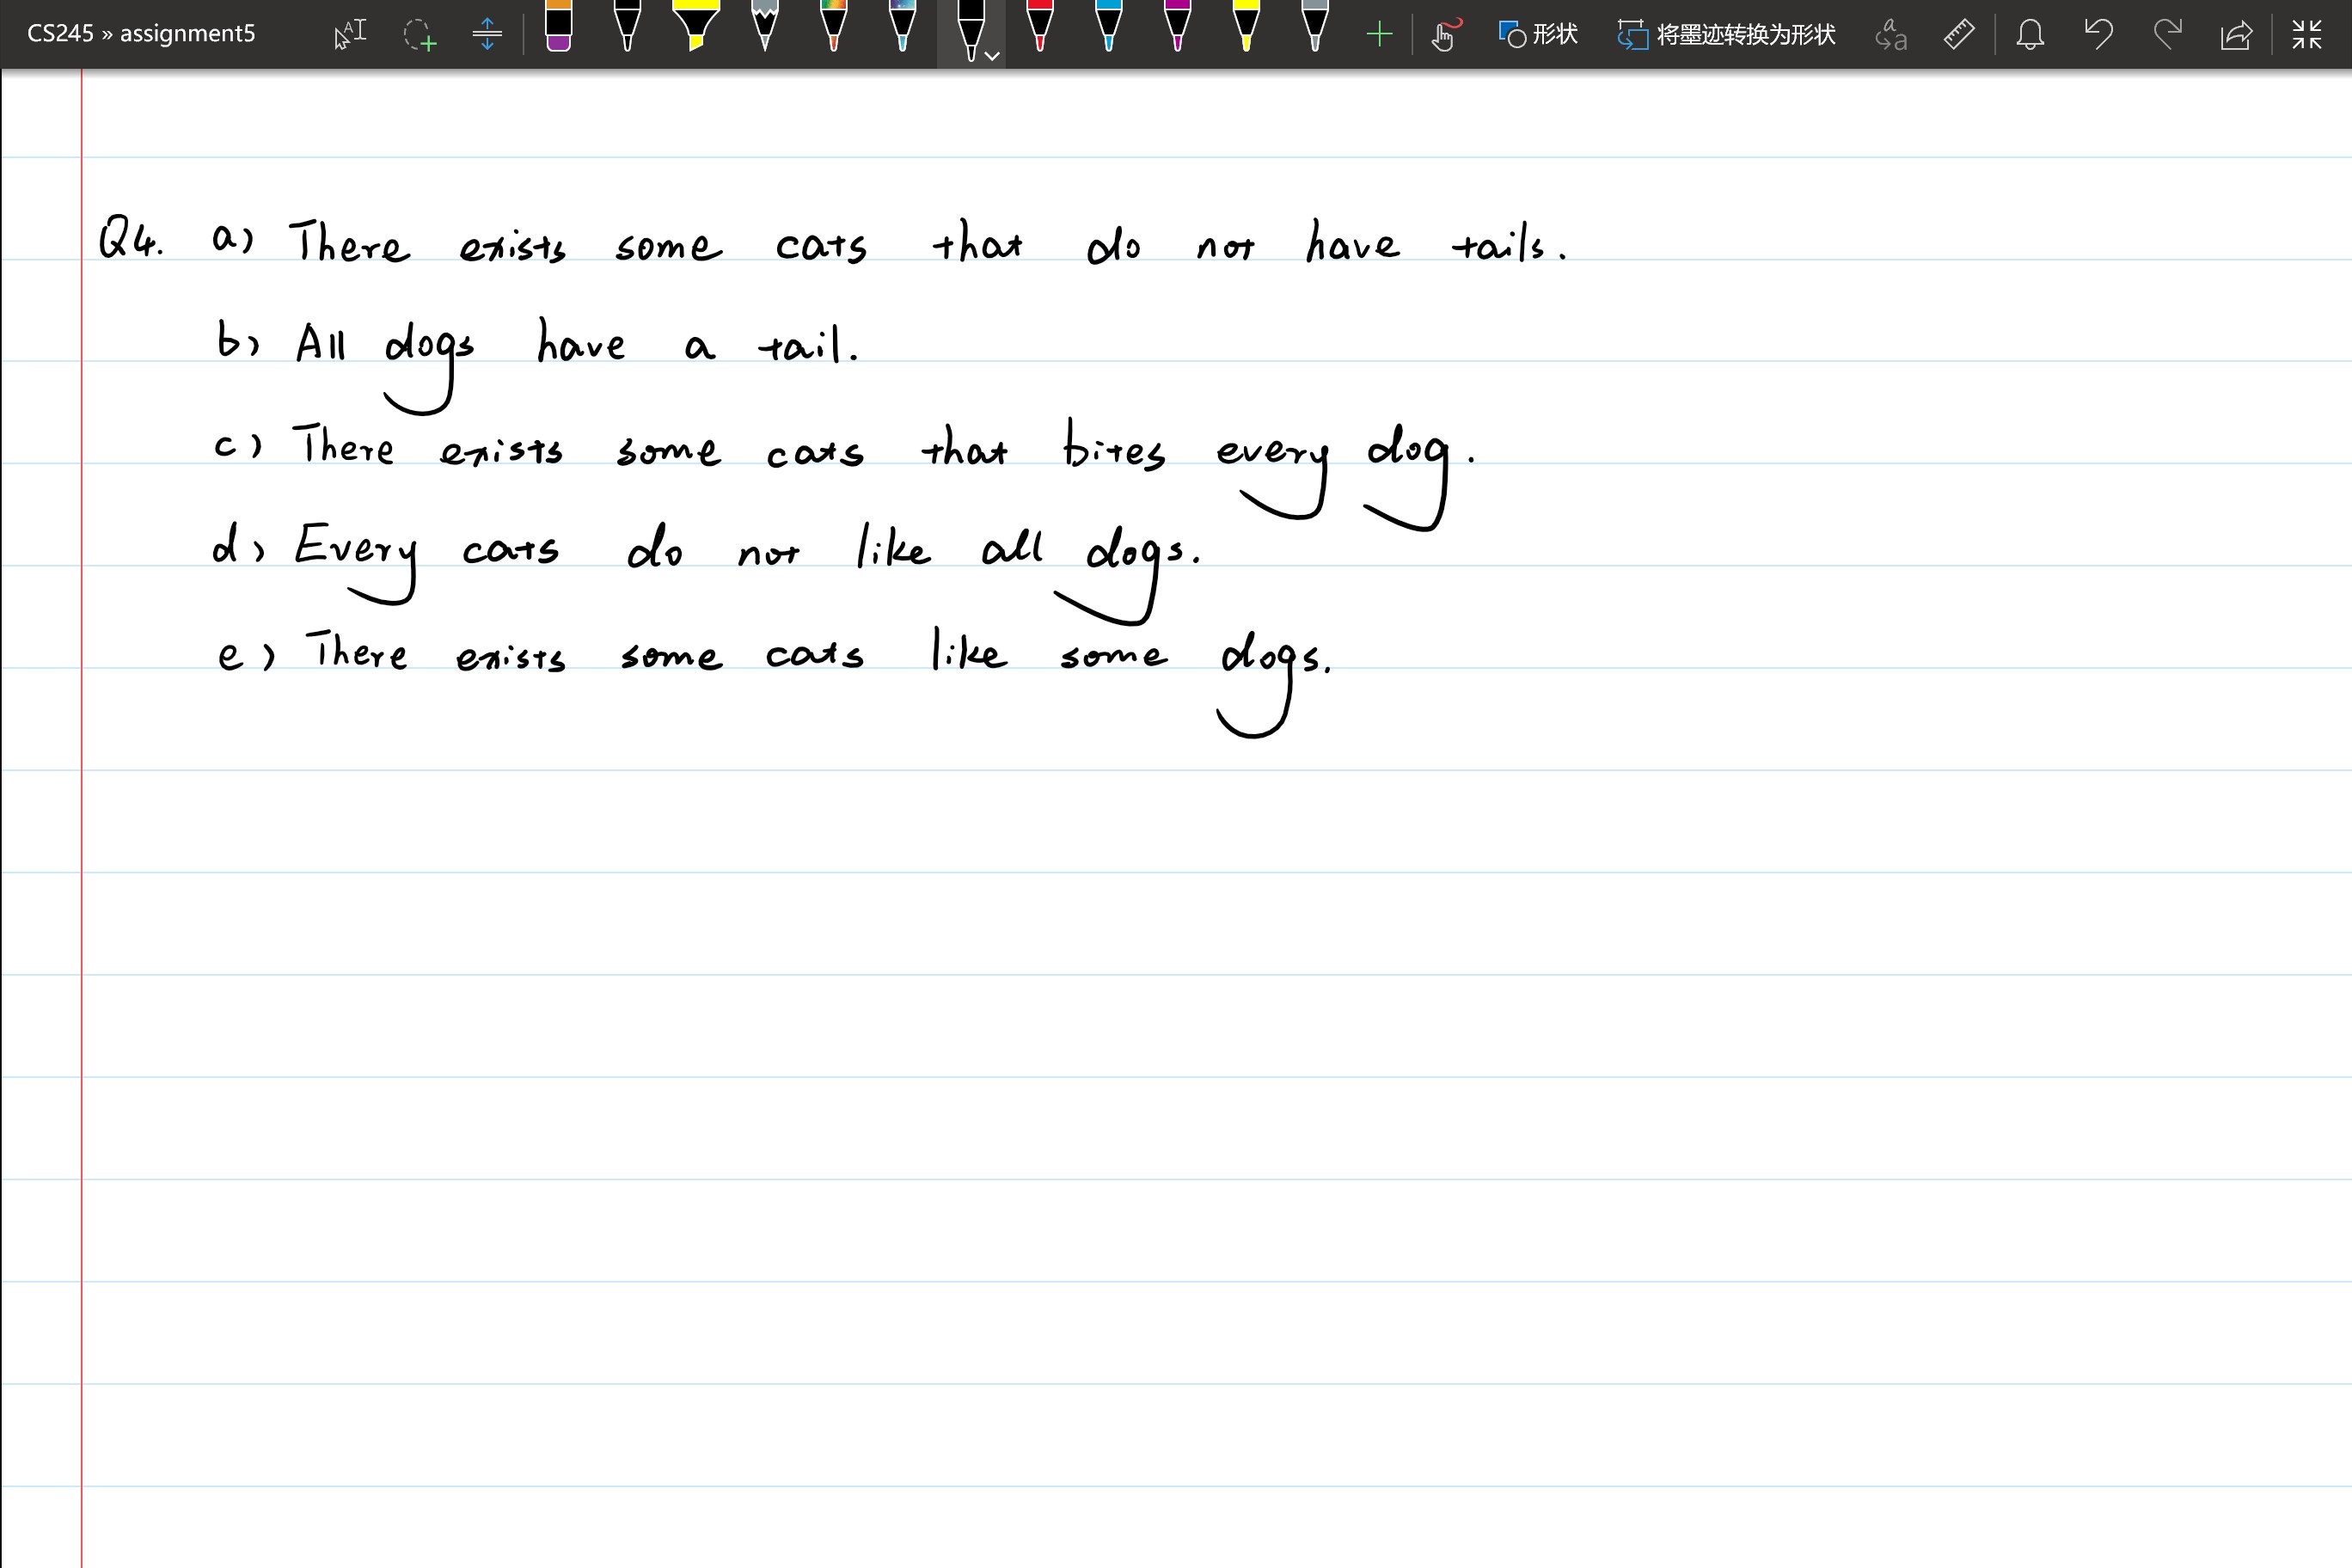 CS245 » assignment5 形状 将墨迹转换为形状
Q4. a) There exists some cats that do not have tails.
b) All dogs have a tail.
c) There exists some cats that bites every dog.
d) Every cats do not like all dogs.
e) There exists some cats like some dogs.